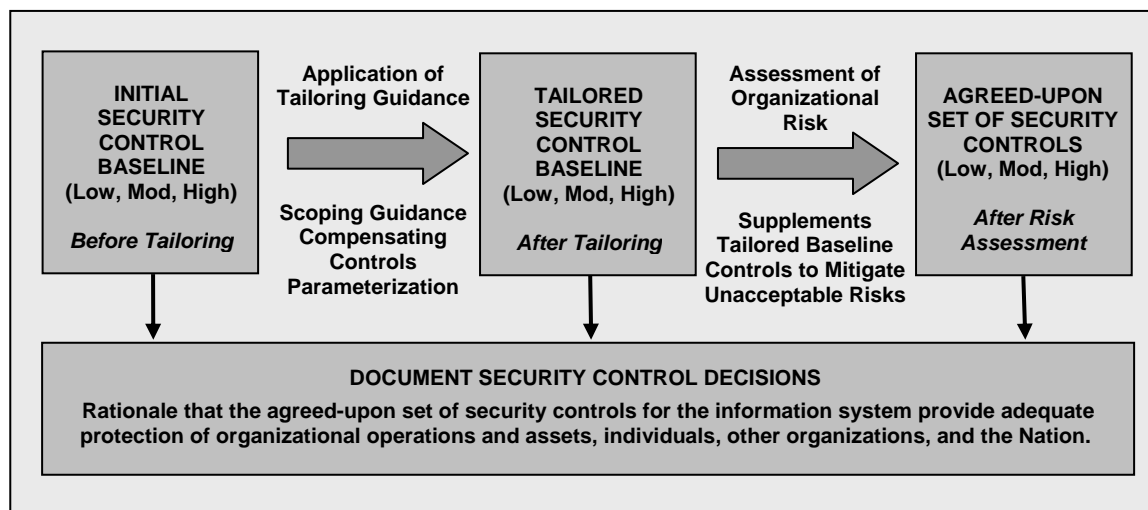 INITIAL
SECURITY
CONTROL
BASELINE
(Low, Mod, High)
Before Tailoring
Application of
Tailoring Guidance
Scoping Guidance
Compensating
Controls
Parameterization
TAILORED
SECURITY
CONTROL
BASELINE
(Low, Mod, High)
After Tailoring
Assessment of
Organizational
Risk
Supplements
Tailored Baseline
Controls to Mitigate
Unacceptable Risks
AGREED-UPON
SET OF SECURITY
CONTROLS
(Low, Mod, High)
After Risk
Assessment
DOCUMENT SECURITY CONTROL DECISIONS
Rationale that the agreed-upon set of security controls for the information system provide adequate
protection of organizational operations and assets, individuals, other organizations, and the Nation.